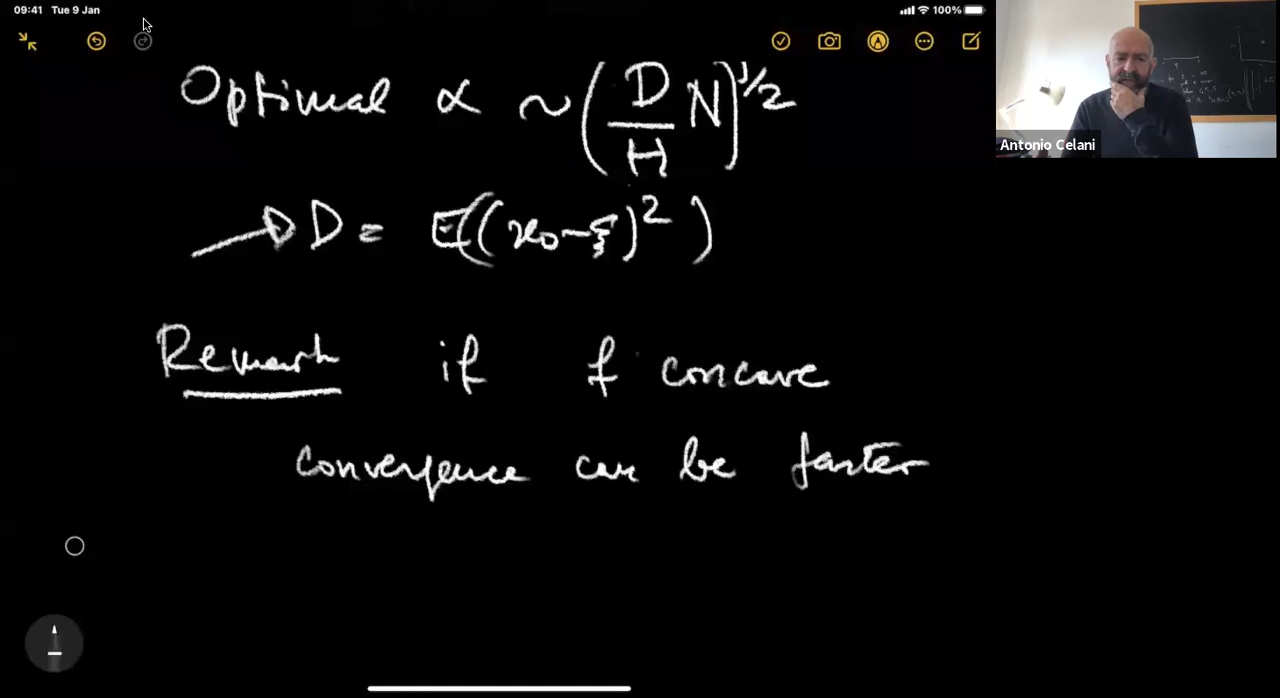 09:41 Tue 9 Jan
100%
Optimal α ~ (D/H N)^1/2
→ D = E((x₀-ξ)²)
Remark if f concave
convergence can be faster
Antonio Celani